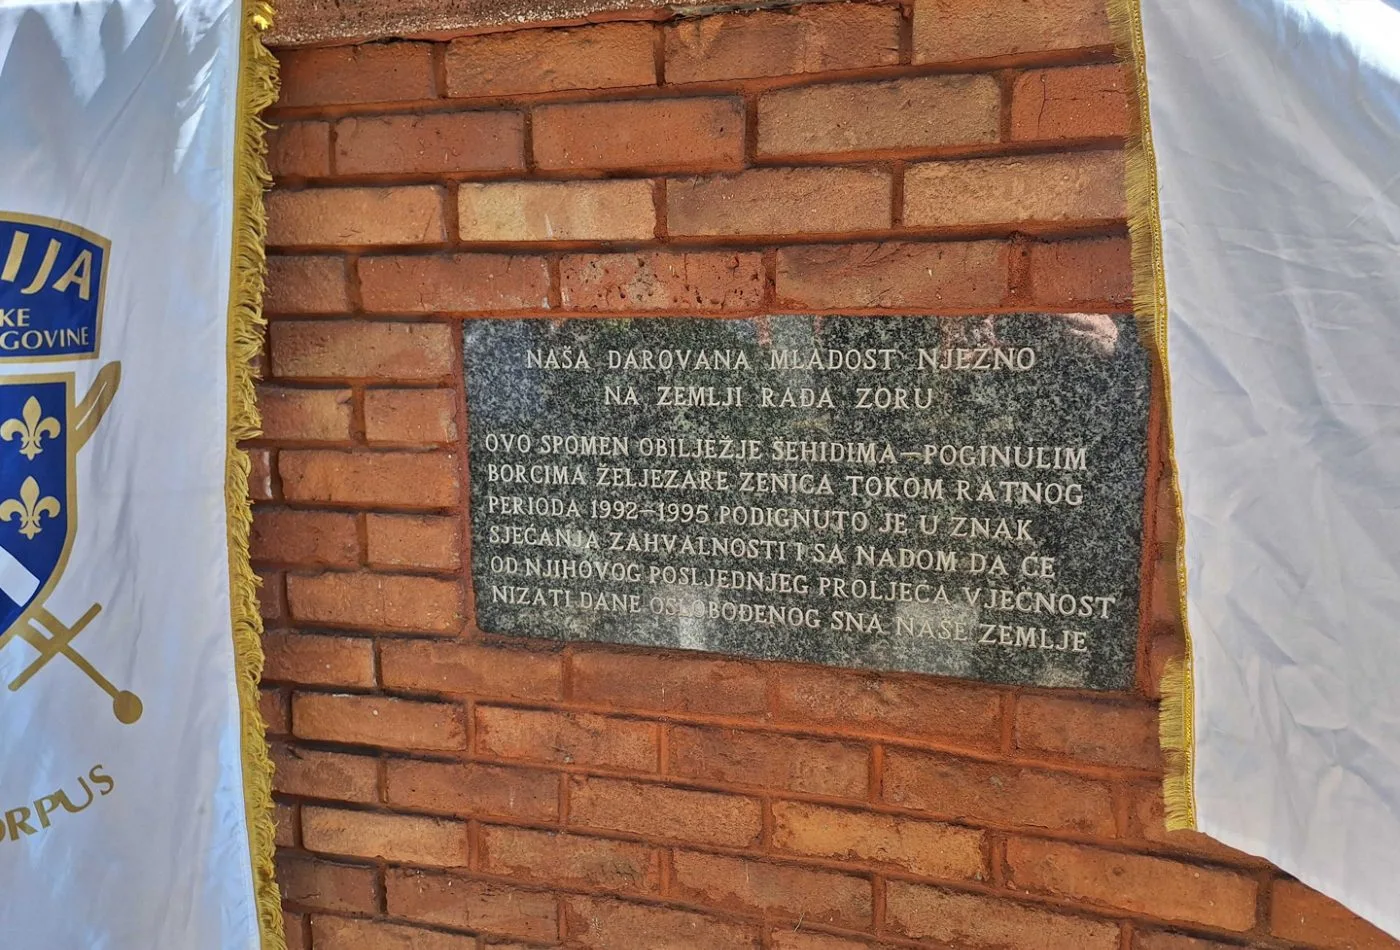 IJA
KE
GOVINE
ORPUS
NAŠA DAROVANA MLADOST NJEŽNO
NA ZEMLJI RAĐA ZORU
OVO SPOMEN OBILJEŽJE ŠEHIDIMA–POGINULIM
BORCIMA ŽELJEZARE ZENICA TOKOM RATNOG
PERIODA 1992–1995 PODIGNUTO JE U ZNAK
SJEĆANJA ZAHVALNOSTI I SA NADOM DA ĆE
OD NJIHOVOG POSLJEDNJEG PROLJEĆA VJEČNOST
NIZATI DANE OSLOBOĐENOG SNA NAŠE ZEMLJE